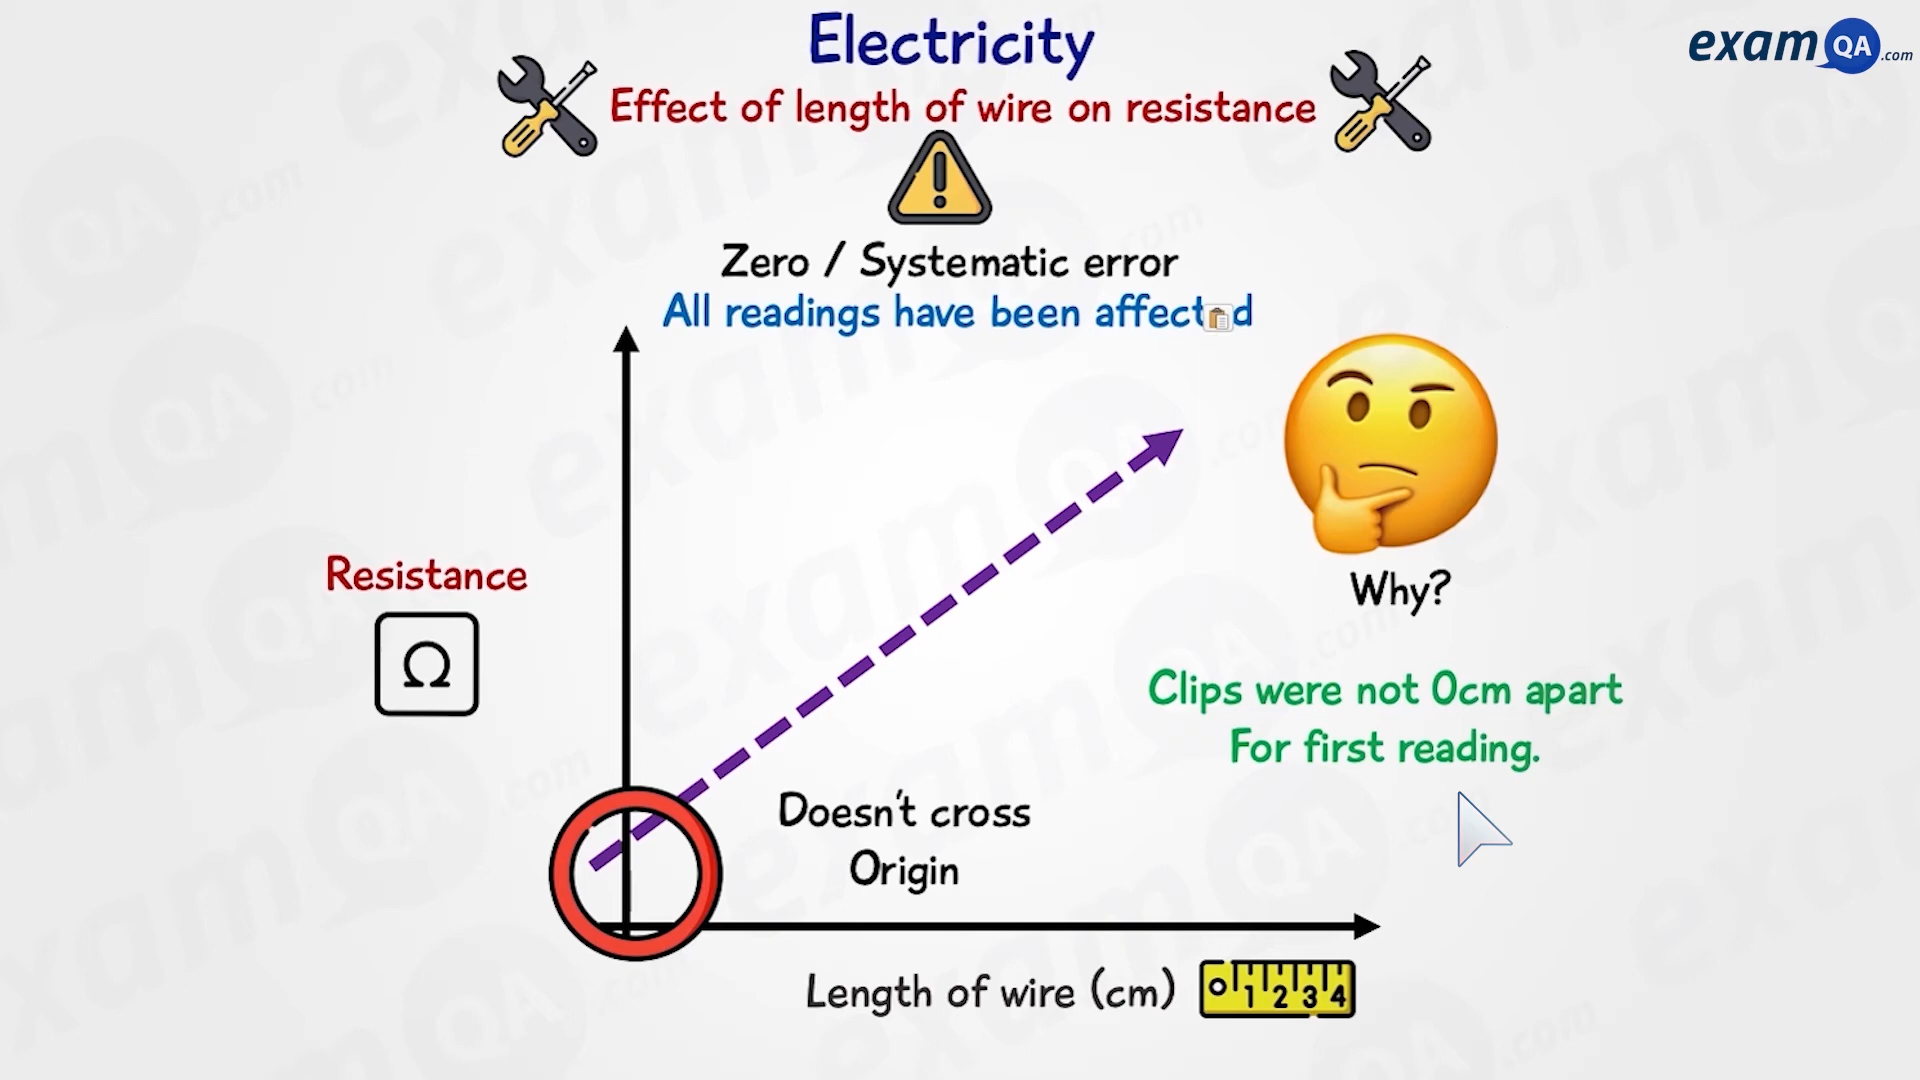 Electricity
examQA.com
Effect of length of wire on resistance
Zero / Systematic error
All readings have been affected
Resistance
Ω
Why?
Clips were not 0cm apart
For first reading.
Doesn't cross
Origin
Length of wire (cm)
0 1 2 3 4